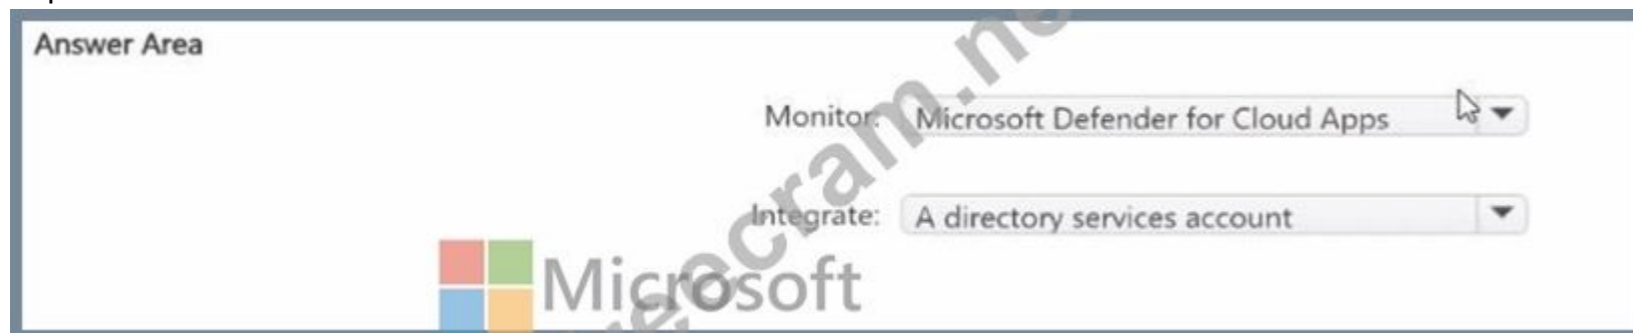 Answer Area
Monitor: Microsoft Defender for Cloud Apps
Integrate: A directory services account
Microsoft